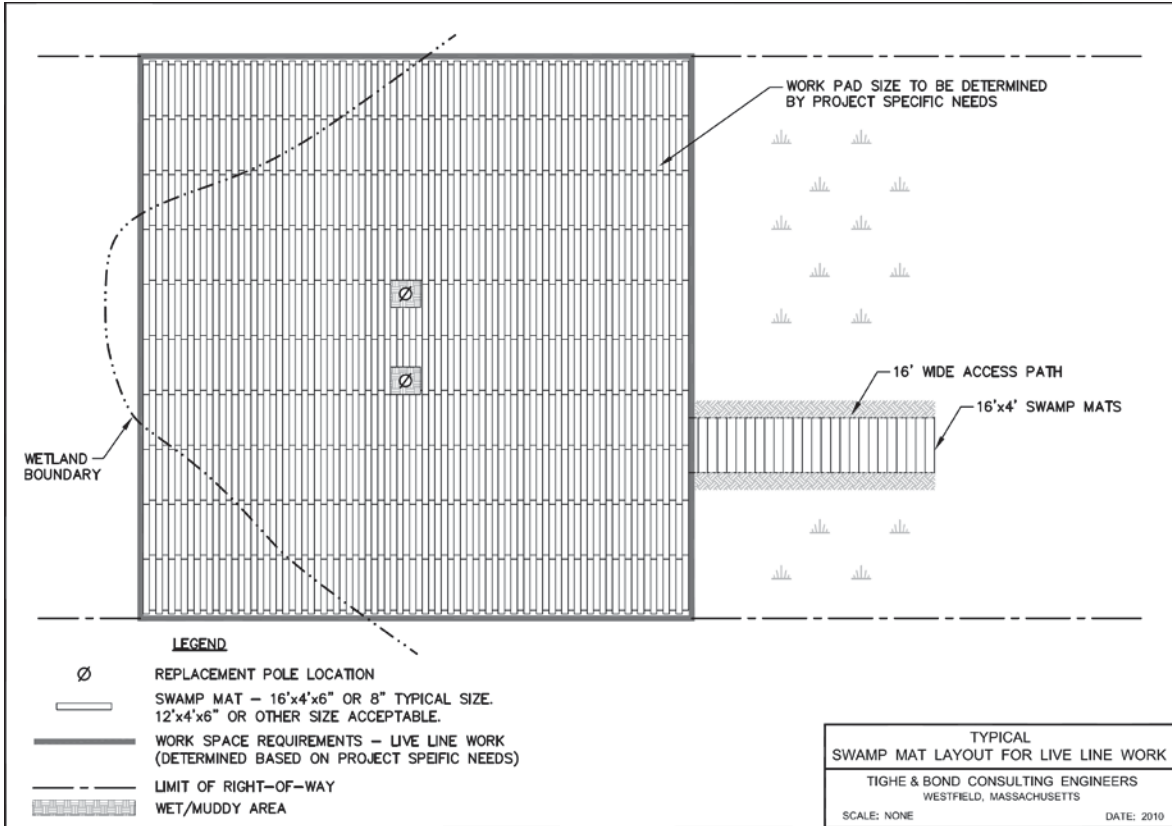 WORK PAD SIZE TO BE DETERMINED
BY PROJECT SPECIFIC NEEDS
16' WIDE ACCESS PATH
16'x4' SWAMP MATS
WETLAND
BOUNDARY
LEGEND
REPLACEMENT POLE LOCATION
SWAMP MAT – 16'x4'x6" OR 8" TYPICAL SIZE.
12'x4'x6" OR OTHER SIZE ACCEPTABLE.
WORK SPACE REQUIREMENTS – LIVE LINE WORK
(DETERMINED BASED ON PROJECT SPEIFIC NEEDS)
LIMIT OF RIGHT–OF–WAY
WET/MUDDY AREA
TYPICAL
SWAMP MAT LAYOUT FOR LIVE LINE WORK
TIGHE & BOND CONSULTING ENGINEERS
WESTFIELD, MASSACHUSETTS
SCALE: NONE DATE: 2010